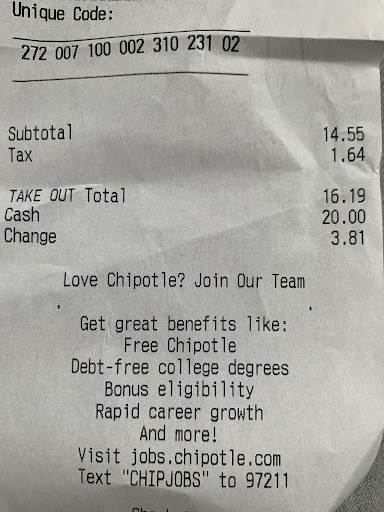 Unique Code:
272 007 100 002 310 231 02
Subtotal 14.55
Tax 1.64
TAKE OUT Total 16.19
Cash 20.00
Change 3.81
Love Chipotle? Join Our Team
Get great benefits like:
Free Chipotle
Debt-free college degrees
Bonus eligibility
Rapid career growth
And more!
Visit jobs.chipotle.com
Text "CHIPJOBS" to 97211